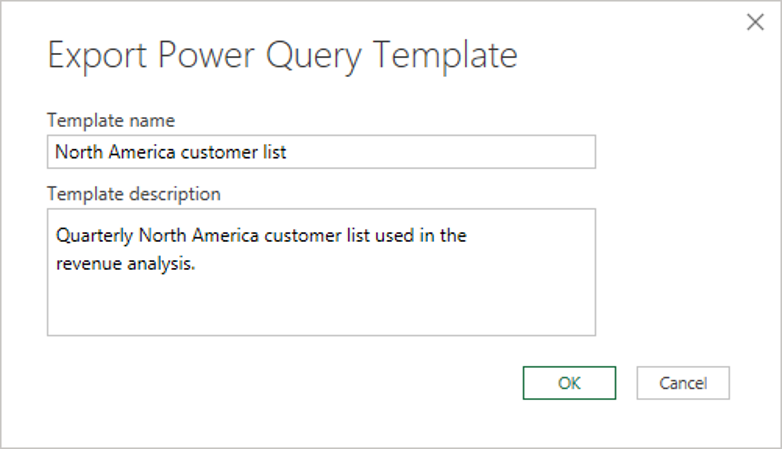 Export Power Query Template
Template name
North America customer list
Template description
Quarterly North America customer list used in the
revenue analysis.
OK
Cancel